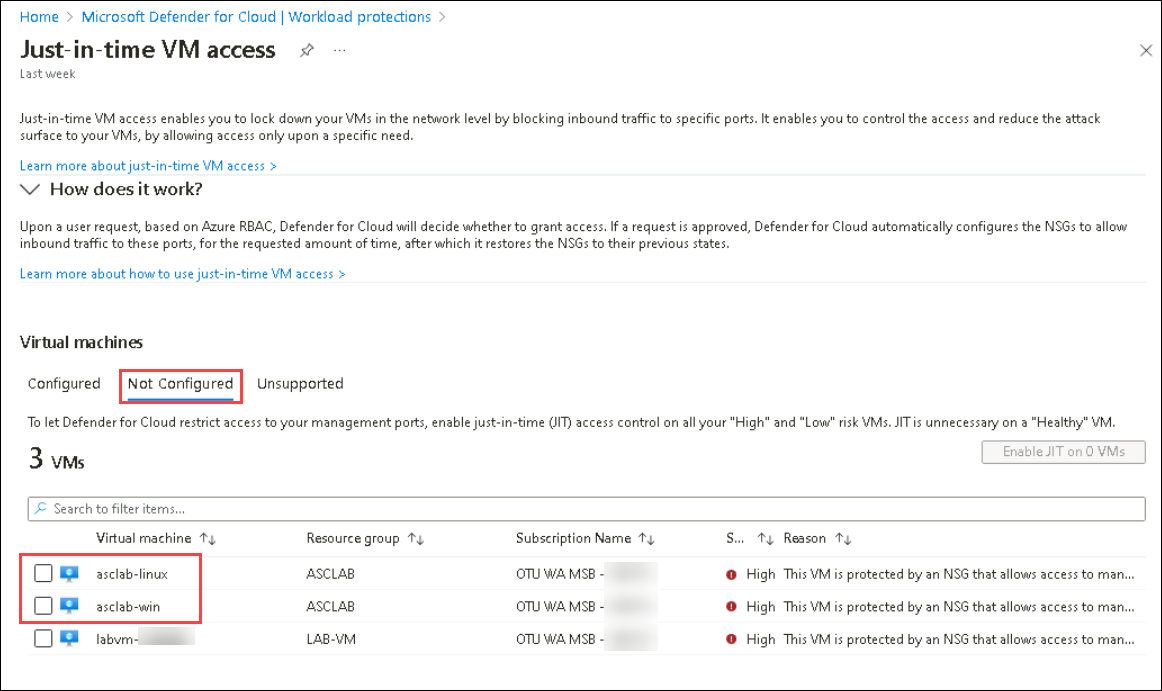 Home > Microsoft Defender for Cloud | Workload protections >
Just-in-time VM access ...
Last week
Just-in-time VM access enables you to lock down your VMs in the network level by blocking inbound traffic to specific ports. It enables you to control the access and reduce the attack
surface to your VMs, by allowing access only upon a specific need.
Learn more about just-in-time VM access >
How does it work?
Upon a user request, based on Azure RBAC, Defender for Cloud will decide whether to grant access. If a request is approved, Defender for Cloud automatically configures the NSGs to allow
inbound traffic to these ports, for the requested amount of time, after which it restores the NSGs to their previous states.
Learn more about how to use just-in-time VM access >
Virtual machines
Configured Not Configured Unsupported
To let Defender for Cloud restrict access to your management ports, enable just-in-time (JIT) access control on all your "High" and "Low" risk VMs. JIT is unnecessary on a "Healthy" VM.
3 VMs Enable JIT on 0 VMs
Search to filter items...
Virtual machine ↑↓ Resource group ↑↓ Subscription Name ↑↓ S... ↑↓ Reason ↑↓
asclab-linux ASCLAB OTU WA MSB - High This VM is protected by an NSG that allows access to man...
asclab-win ASCLAB OTU WA MSB - High This VM is protected by an NSG that allows access to man...
labvm- LAB-VM OTU WA MSB - High This VM is protected by an NSG that allows access to man...